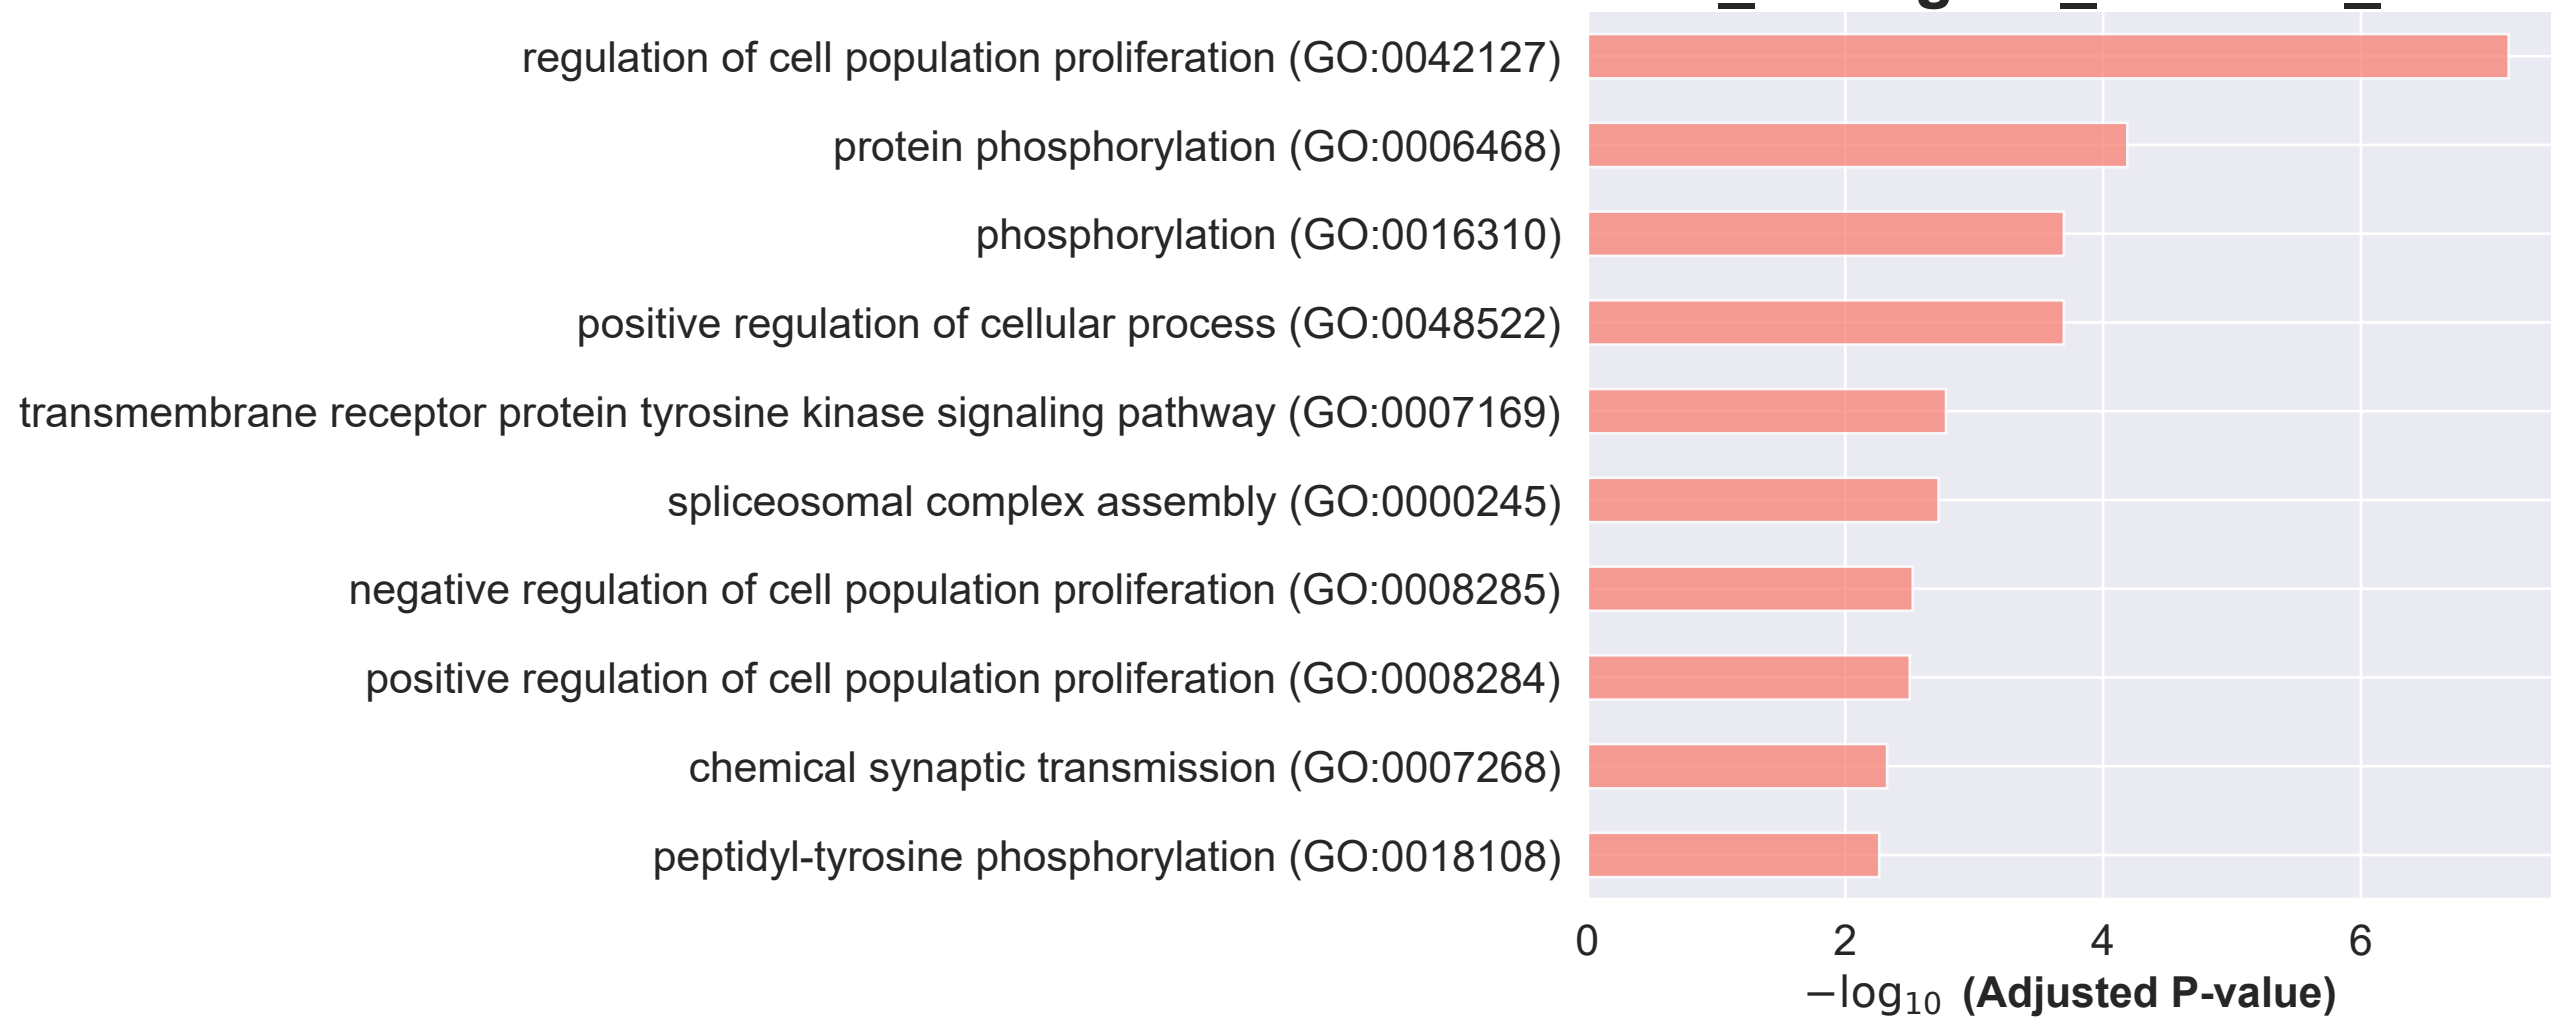 regulation of cell population proliferation (GO:0042127)
protein phosphorylation (GO:0006468)
phosphorylation (GO:0016310)
positive regulation of cellular process (GO:0048522)
transmembrane receptor protein tyrosine kinase signaling pathway (GO:0007169)
spliceosomal complex assembly (GO:0000245)
negative regulation of cell population proliferation (GO:0008285)
positive regulation of cell population proliferation (GO:0008284)
chemical synaptic transmission (GO:0007268)
peptidyl-tyrosine phosphorylation (GO:0018108)
0 2 4 6
−log₁₀ (Adjusted P-value)